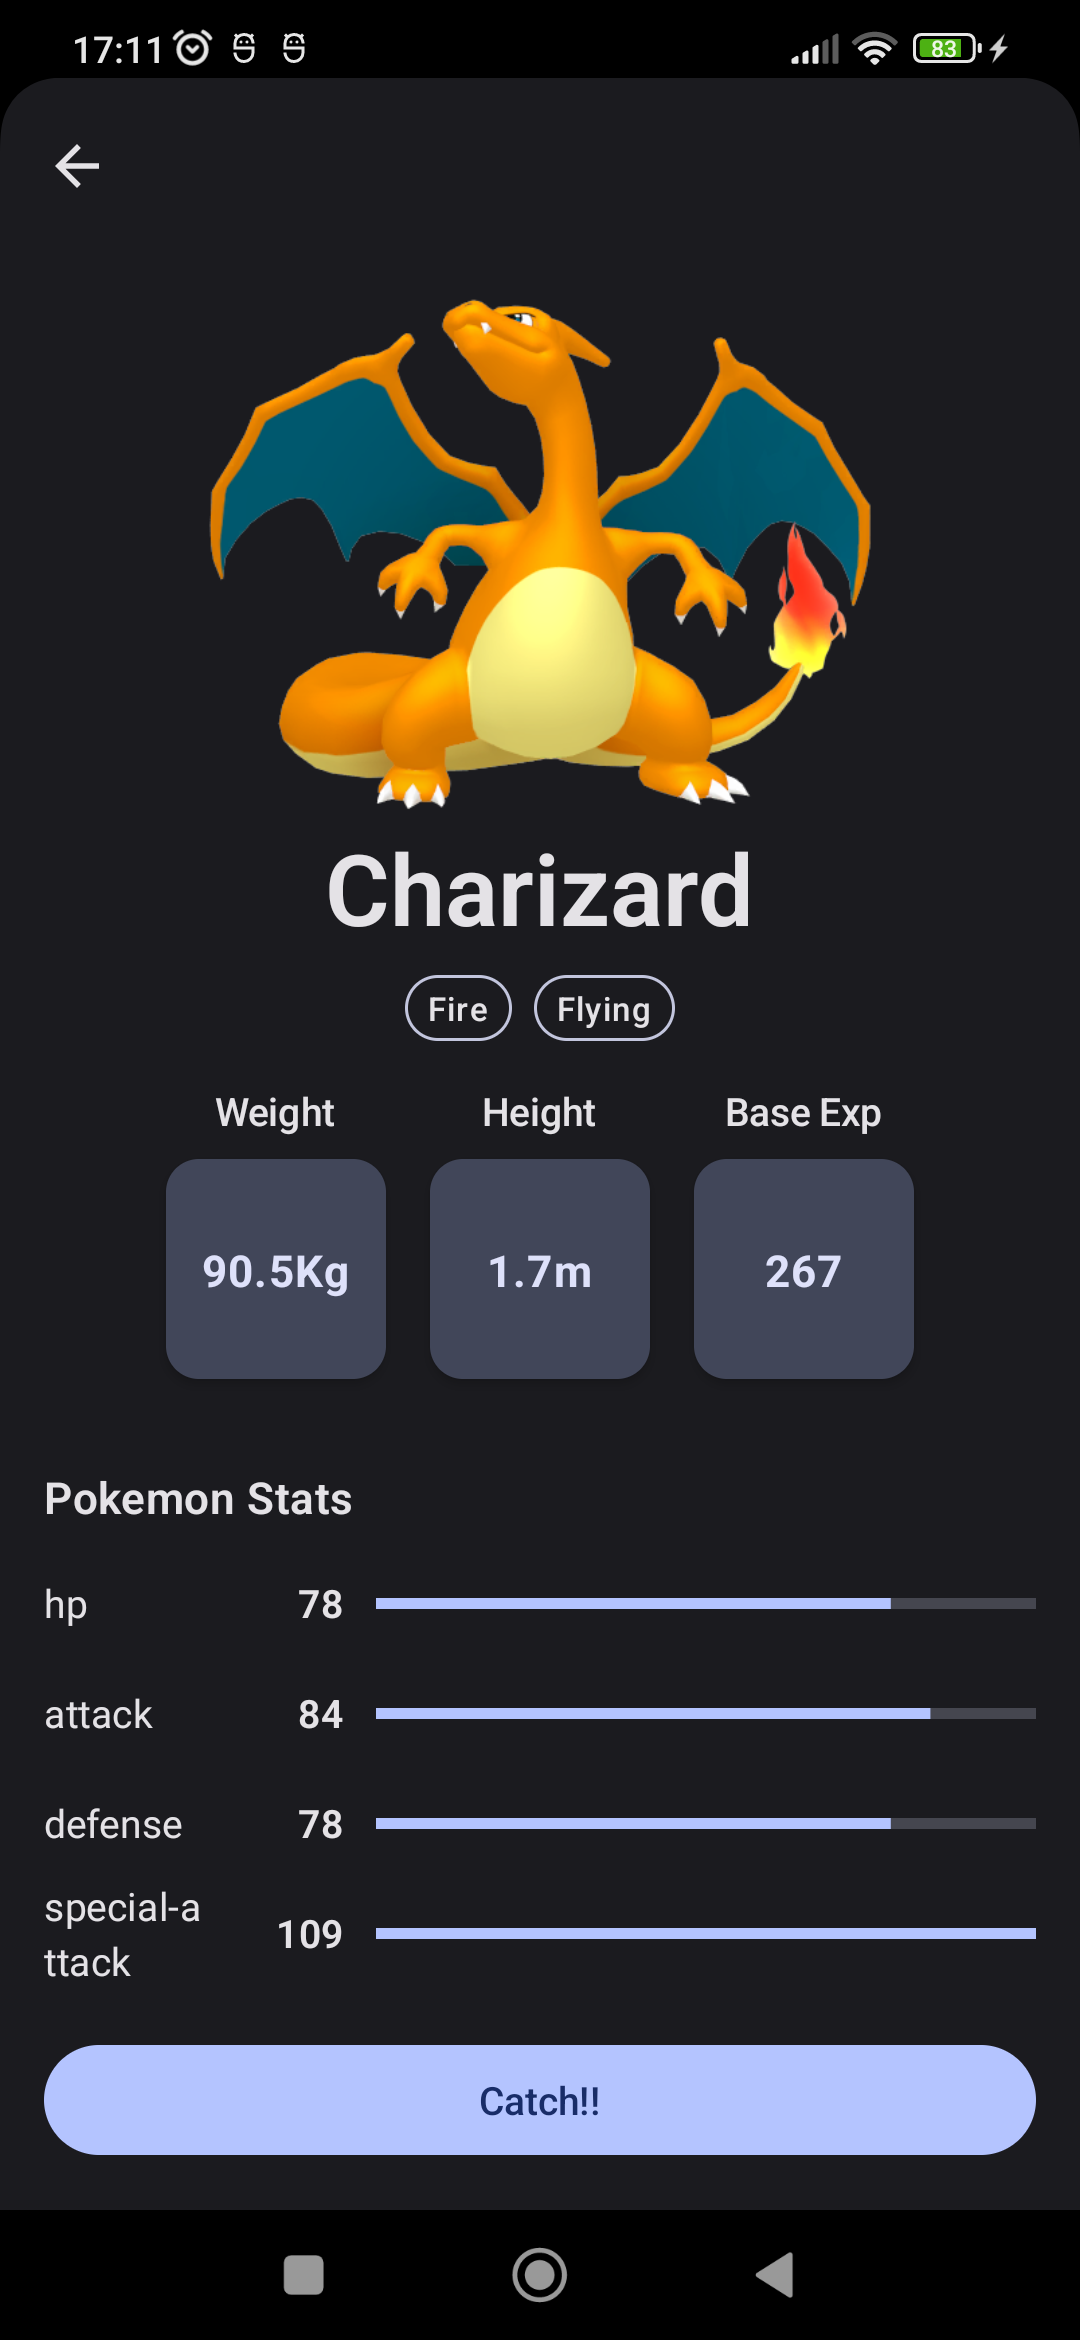 17:11
83
Charizard
Fire Flying
Weight Height Base Exp
90.5Kg 1.7m 267
Pokemon Stats
hp 78
attack 84
defense 78
special-a
ttack 109
Catch!!